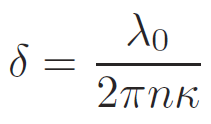 δ = λ₀ / 2πnκ